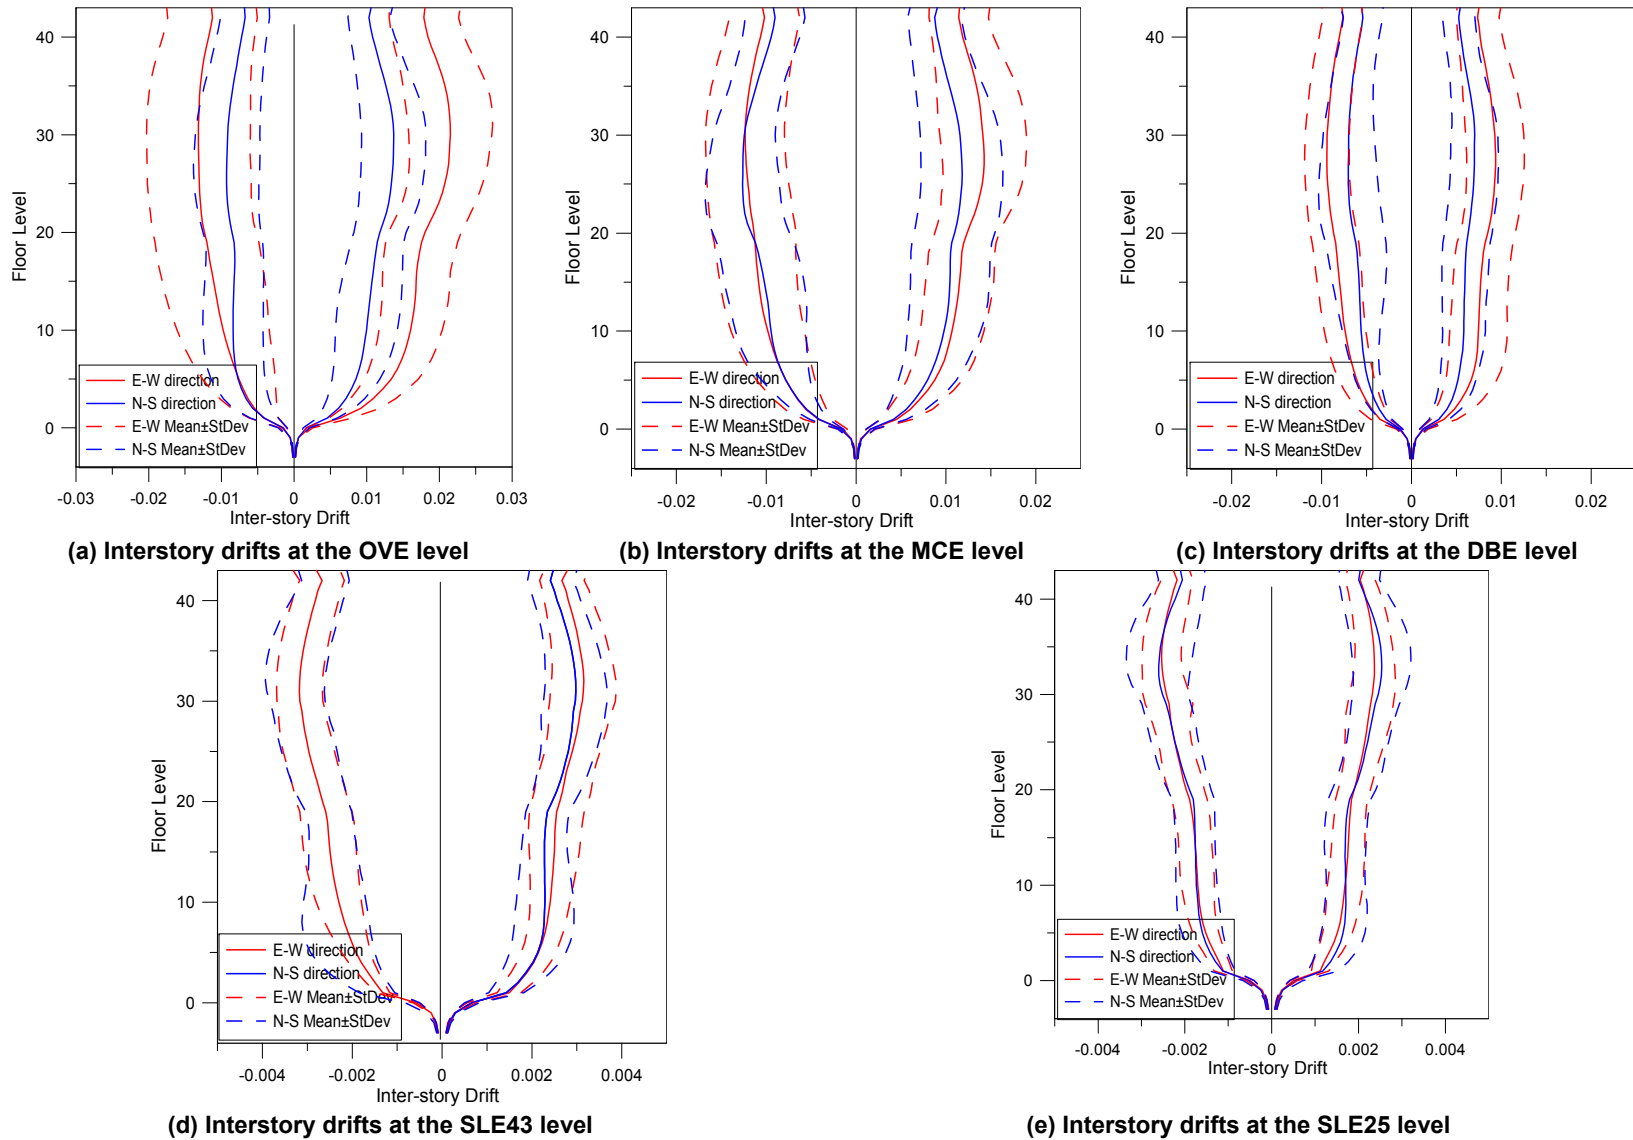 40
30
20
10
0
Floor Level
E-W direction
N-S direction
E-W Mean±StDev
N-S Mean±StDev
-0.03 -0.02 -0.01 0 0.01 0.02 0.03
Inter-story Drift
(a) Interstory drifts at the OVE level
40
30
20
10
0
Floor Level
E-W direction
N-S direction
E-W Mean±StDev
N-S Mean±StDev
-0.02 -0.01 0 0.01 0.02
Inter-story Drift
(b) Interstory drifts at the MCE level
40
30
20
10
0
Floor Level
E-W direction
N-S direction
E-W Mean±StDev
N-S Mean±StDev
-0.02 -0.01 0 0.01 0.02
Inter-story Drift
(c) Interstory drifts at the DBE level
40
30
20
10
0
Floor Level
E-W direction
N-S direction
E-W Mean±StDev
N-S Mean±StDev
-0.004 -0.002 0 0.002 0.004
Inter-story Drift
(d) Interstory drifts at the SLE43 level
40
30
20
10
0
Floor Level
E-W direction
N-S direction
E-W Mean±StDev
N-S Mean±StDev
-0.004 -0.002 0 0.002 0.004
Inter-story Drift
(e) Interstory drifts at the SLE25 level